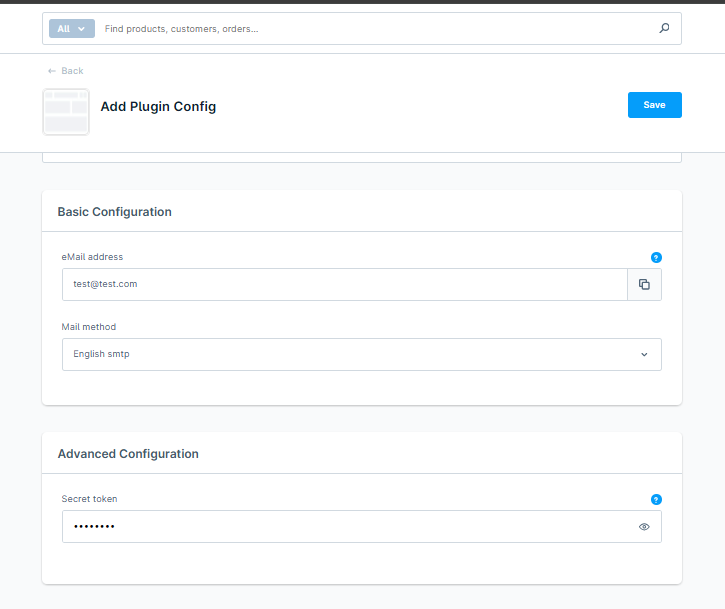 All
Find products, customers, orders...
← Back
Add Plugin Config
Save
Basic Configuration
eMail address
?
test@test.com
Mail method
English smtp
Advanced Configuration
Secret token
?
••••••••